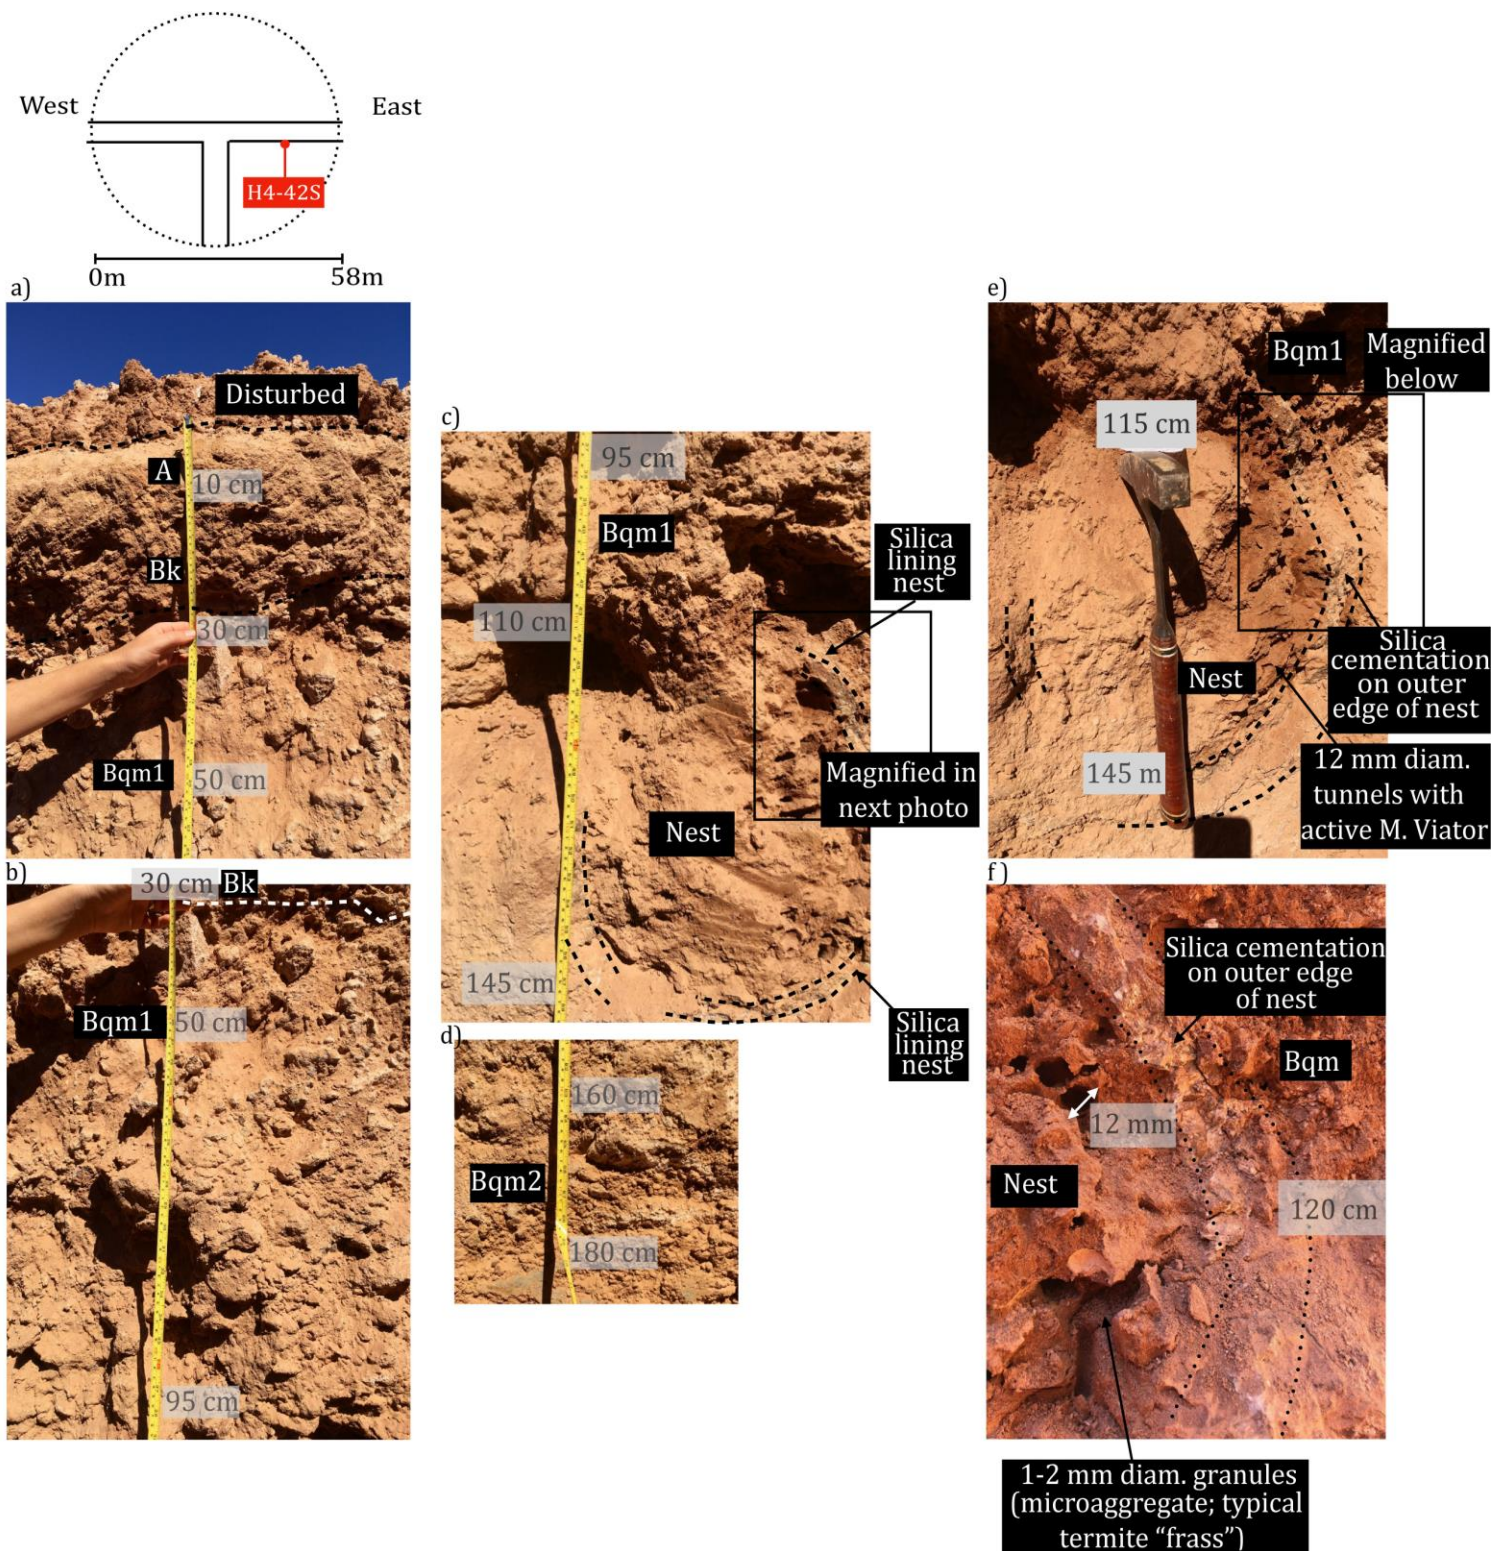 West
East
H4-42S
0m
58m
a)
Disturbed
A
10 cm
Bk
30 cm
Bqm1
50 cm
b)
30 cm
Bk
Bqm1
50 cm
95 cm
c)
95 cm
Bqm1
Silica
lining
nest
110 cm
Magnified in
next photo
Nest
145 cm
Silica
lining
nest
d)
160 cm
Bqm2
180 cm
e)
Bqm1
Magnified
below
115 cm
Silica
cementation
on outer
edge of nest
Nest
145 m
12 mm diam.
tunnels with
active M. Viator
f)
Silica cementation
on outer edge
of nest
Bqm
12 mm
Nest
120 cm
1-2 mm diam. granules
(microaggregate; typical
termite “frass”)